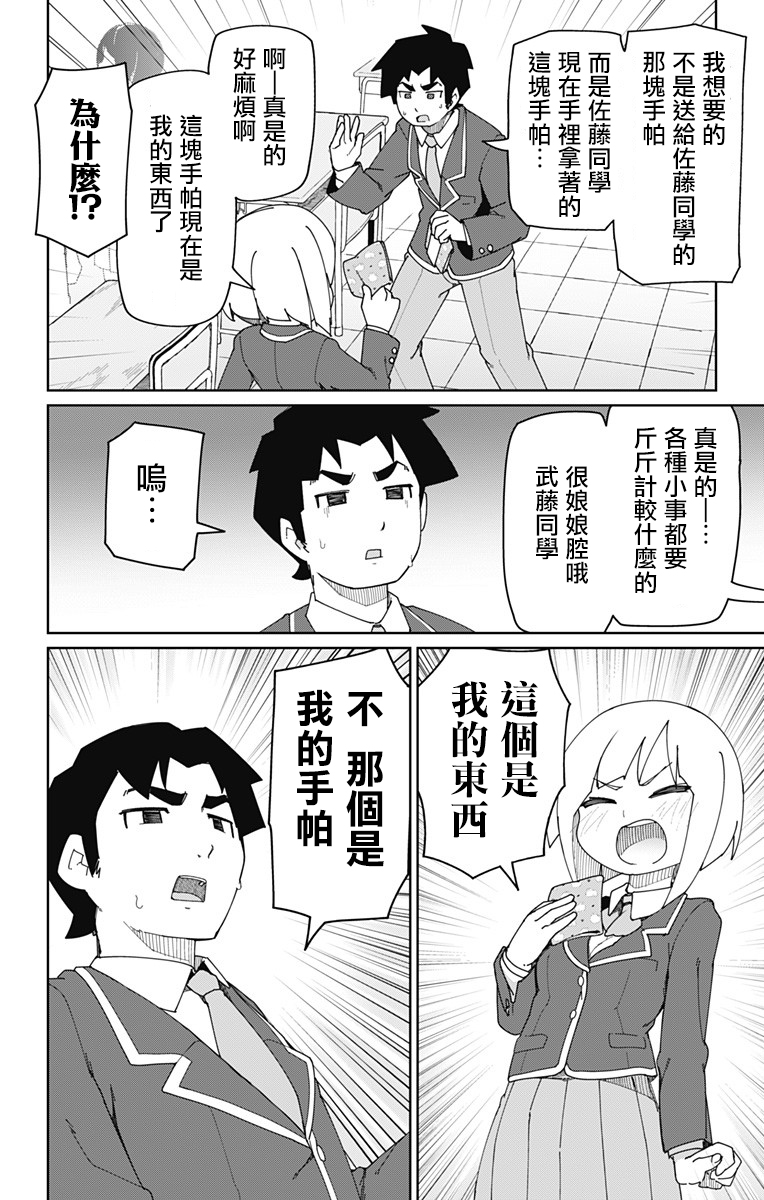 我想要的
不是送給佐藤同學的
那塊手帕
而是佐藤同學
現在手裡拿著的
這塊手帕…
啊—真是的
好麻煩啊
這塊手帕現在是
我的東西了
為什麼!?
真是的—…
各種小事都要
斤斤計較什麼的
很娘娘腔哦
武藤同學
嗚…
這個是
我的東西
不 那個是
我的手帕